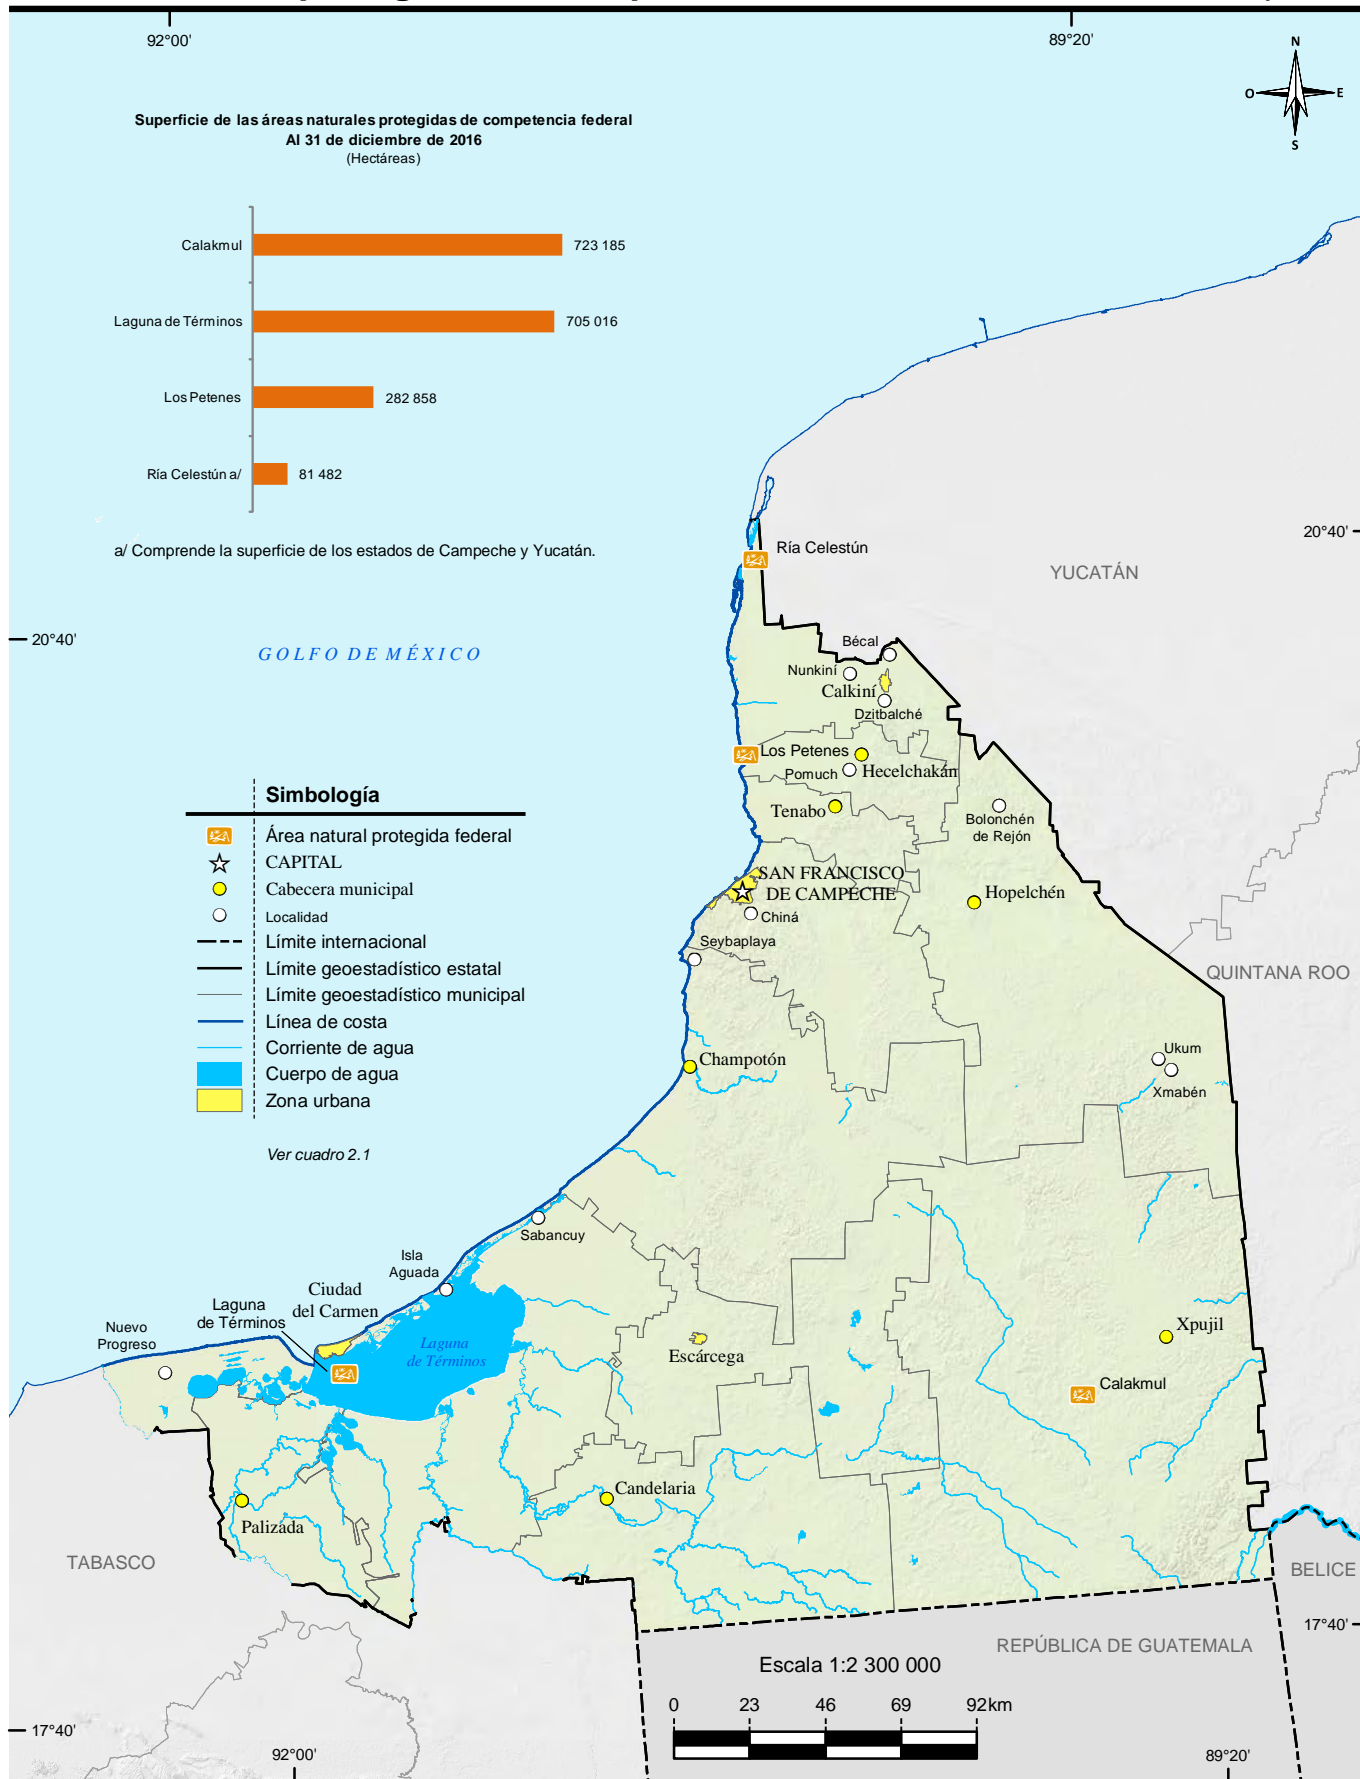 92°00'
89°20'
N
O
E
S
Superficie de las áreas naturales protegidas de competencia federal
Al 31 de diciembre de 2016
(Hectáreas)
Calakmul
723 185
Laguna de Términos
705 016
Los Petenes
282 858
Ría Celestún a/
81 482
a/ Comprende la superficie de los estados de Campeche y Yucatán.
20°40'
Ría Celestún
YUCATÁN
20°40'
GOLFO DE MÉXICO
Bécal
Nunkiní
Calkiní
Dzitbalché
Los Petenes
Pomuch
Hecelchakán
Tenabo
Bolonchén
de Rejón
SAN FRANCISCO
DE CAMPECHE
Hopelchén
Chiná
Seybaplaya
QUINTANA ROO
Simbología
Área natural protegida federal
CAPITAL
Cabecera municipal
Localidad
Límite internacional
Límite geoestadístico estatal
Límite geoestadístico municipal
Línea de costa
Corriente de agua
Cuerpo de agua
Zona urbana
Ver cuadro 2.1
Champotón
Ukum
Xmabén
Sabancuy
Isla
Aguada
Ciudad
del Carmen
Laguna
de Términos
Nuevo
Progreso
Laguna
de Términos
Escárcega
Xpujil
Calakmul
Candelaria
Palizada
TABASCO
BELICE
17°40'
REPÚBLICA DE GUATEMALA
Escala 1:2 300 000
0 23 46 69 92km
17°40'
92°00'
89°20'